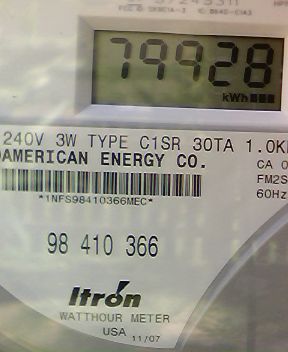 79928
kWh
240V 3W TYPE C1SR 30TA 1.0K
AMERICAN ENERGY CO.
CA
FM2S
60Hz
*1NFS98410366MEC*
98 410 366
Itrón
WATTHOUR METER
USA 11/07